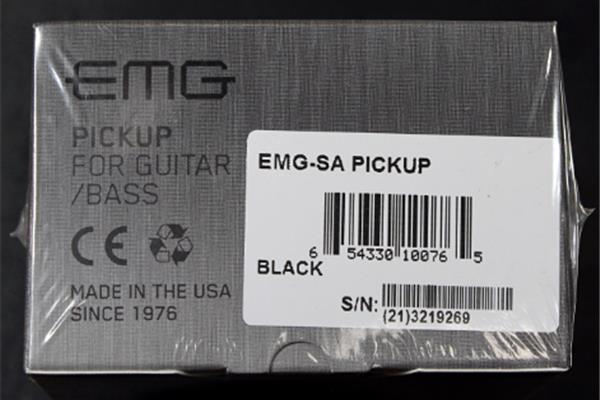 EMG
PICKUP
FOR GUITAR
/BASS
CE
MADE IN THE USA
SINCE 1976
EMG-SA PICKUP
6 54330 10076 5
BLACK
S/N:
(21)3219269